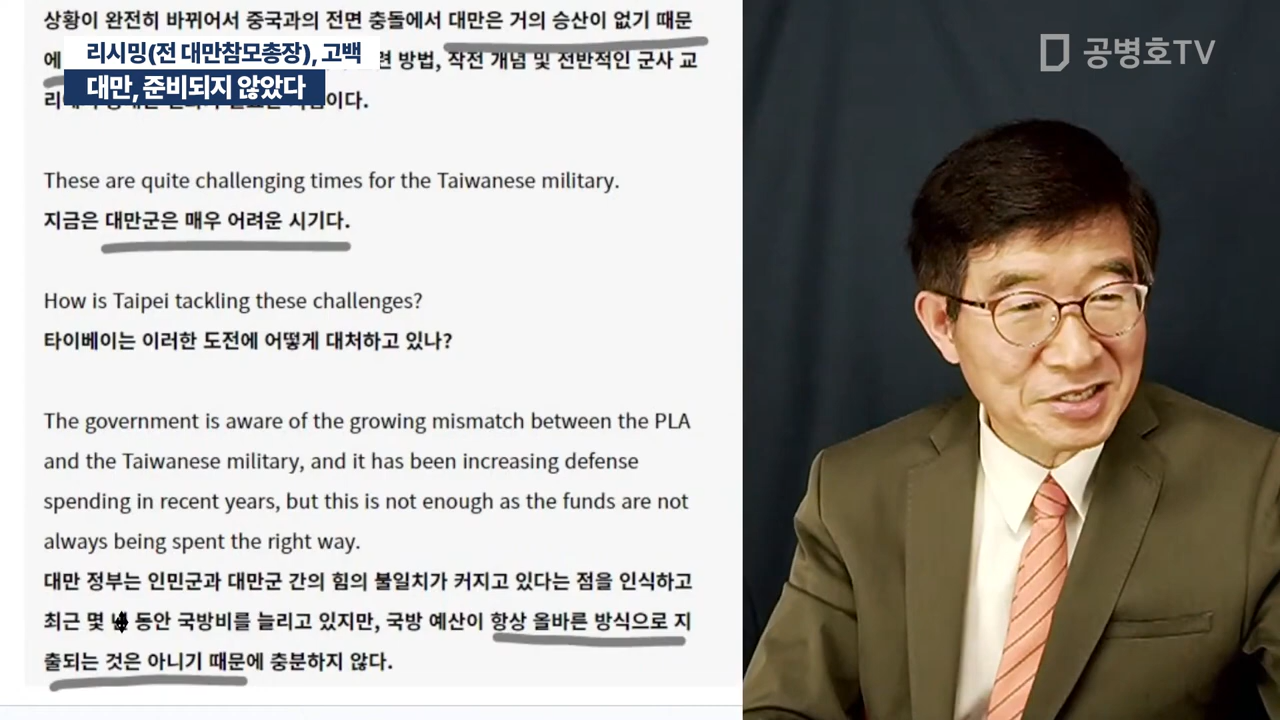 상황이 완전히 바뀌어서 중국과의 전면 충돌에서 대만은 거의 승산이 없기 때문
리시밍(전 대만참모총장), 고백
에 방법, 작전 개념 및 전반적인 군사 교
대만, 준비되지 않았다
이다.
These are quite challenging times for the Taiwanese military.
지금은 대만군은 매우 어려운 시기다.
How is Taipei tackling these challenges?
타이베이는 이러한 도전에 어떻게 대처하고 있나?
The government is aware of the growing mismatch between the PLA
and the Taiwanese military, and it has been increasing defense
spending in recent years, but this is not enough as the funds are not
always being spent the right way.
대만 정부는 인민군과 대만군 간의 힘의 불일치가 커지고 있다는 점을 인식하고
최근 몇 동안 국방비를 늘리고 있지만, 국방 예산이 항상 올바른 방식으로 지
출되는 것은 아니기 때문에 충분하지 않다.
공병호TV